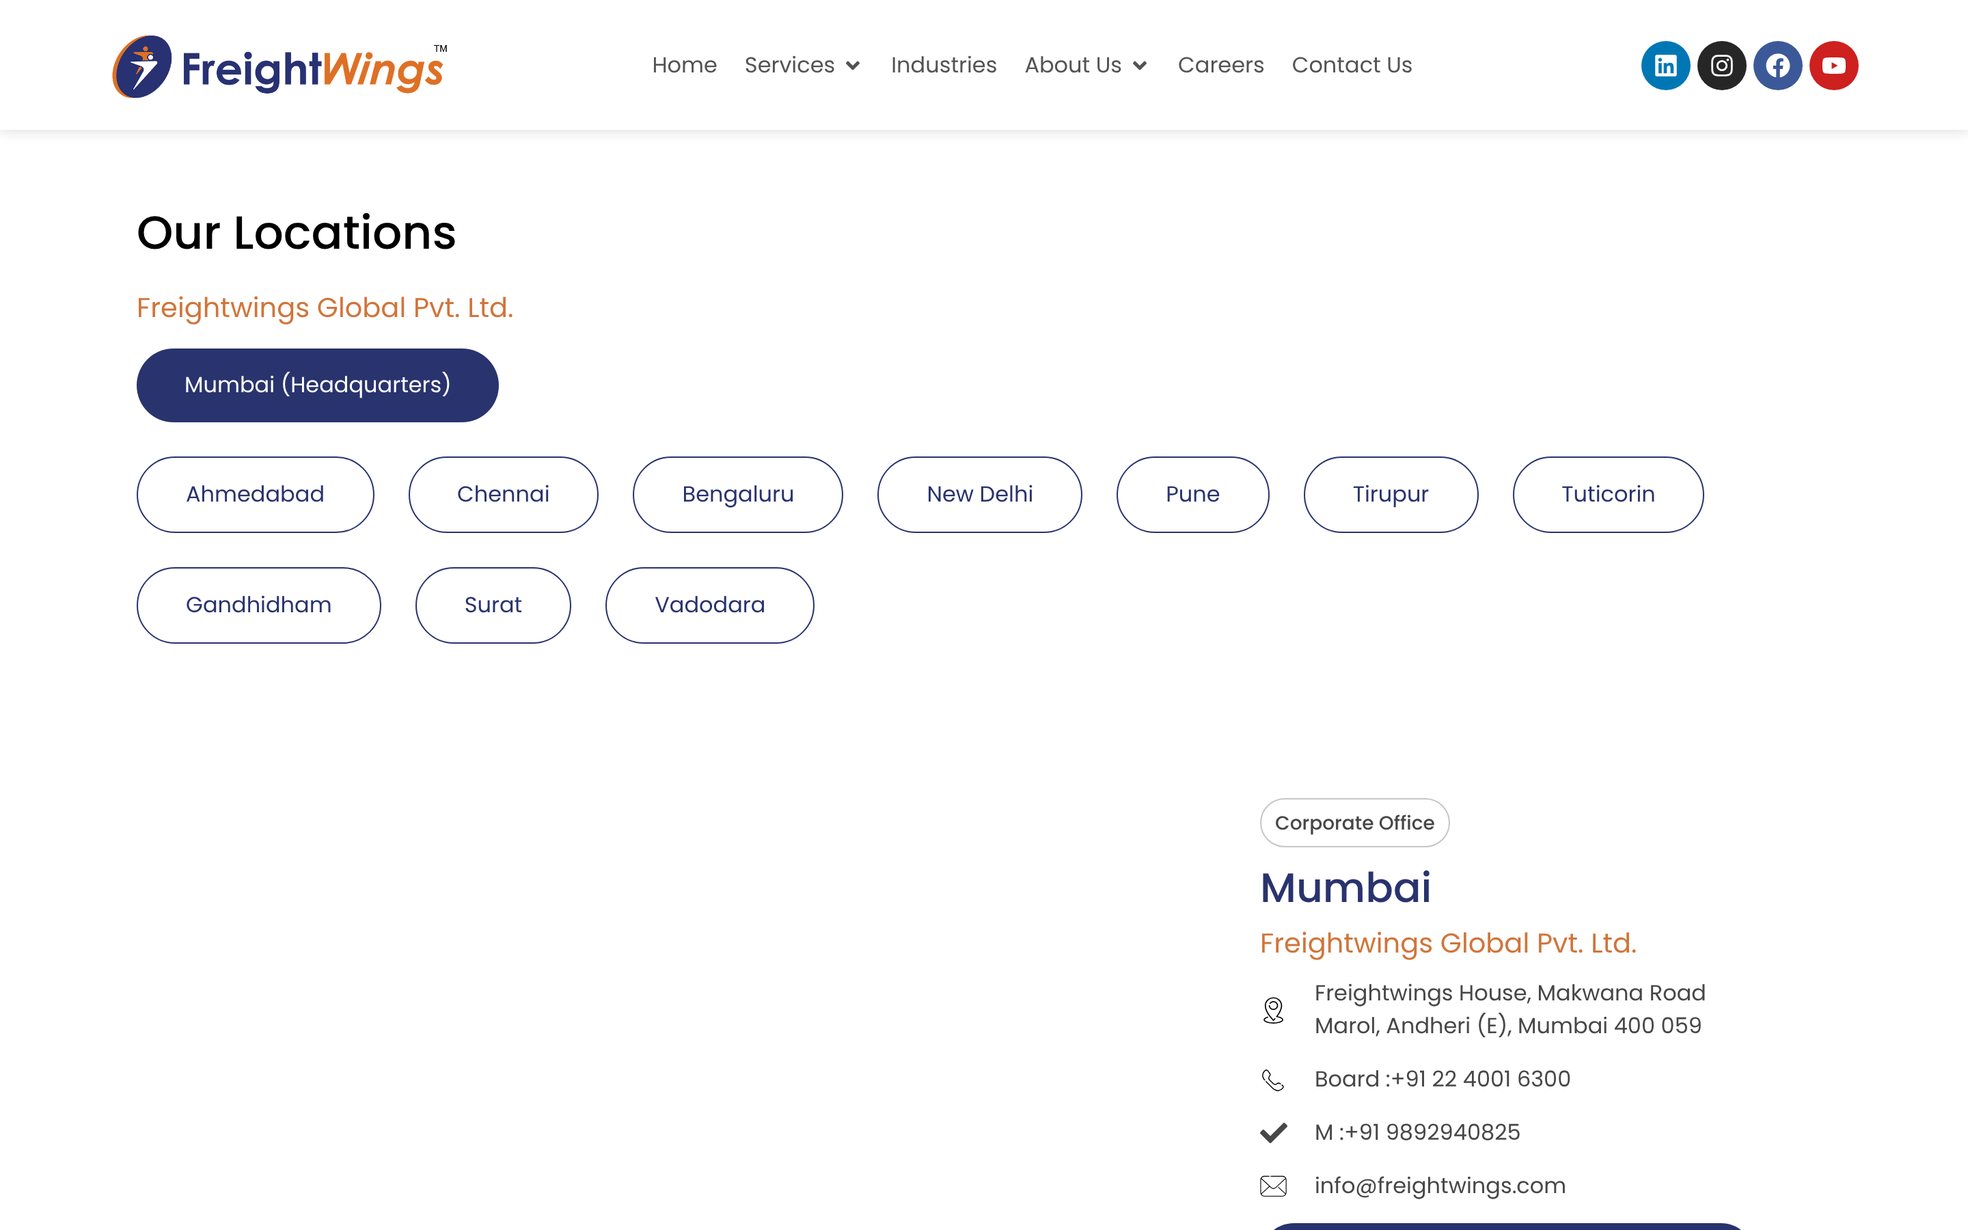 FreightWings™
Home Services Industries About Us Careers Contact Us
Our Locations
Freightwings Global Pvt. Ltd.
Mumbai (Headquarters)
Ahmedabad Chennai Bengaluru New Delhi Pune Tirupur Tuticorin
Gandhidham Surat Vadodara
Corporate Office
Mumbai
Freightwings Global Pvt. Ltd.
Freightwings House, Makwana Road
Marol, Andheri (E), Mumbai 400 059
Board :+91 22 4001 6300
M :+91 9892940825
info@freightwings.com